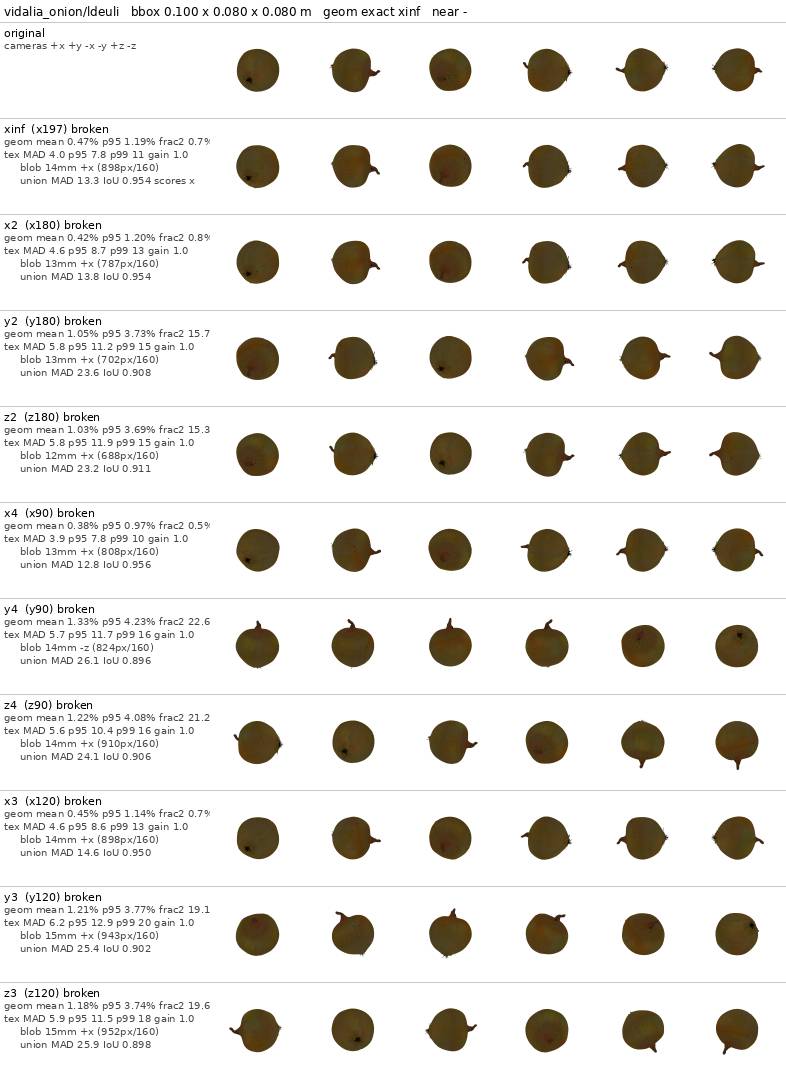 vidalia_onion/ldeuli   bbox 0.100 x 0.080 x 0.080 m   geom exact xinf   near -
original
cameras +x +y -x -y +z -z
xinf  (x197) broken
geom mean 0.47% p95 1.19% frac2 0.7%
tex MAD 4.0 p95 7.8 p99 11 gain 1.0
blob 14mm +x (898px/160)
union MAD 13.3 IoU 0.954 scores x
x2  (x180) broken
geom mean 0.42% p95 1.20% frac2 0.8%
tex MAD 4.6 p95 8.7 p99 13 gain 1.0
blob 13mm +x (787px/160)
union MAD 13.8 IoU 0.954
y2  (y180) broken
geom mean 1.05% p95 3.73% frac2 15.7
tex MAD 5.8 p95 11.2 p99 15 gain 1.0
blob 13mm +x (702px/160)
union MAD 23.6 IoU 0.908
z2  (z180) broken
geom mean 1.03% p95 3.69% frac2 15.3
tex MAD 5.8 p95 11.9 p99 15 gain 1.0
blob 12mm +x (688px/160)
union MAD 23.2 IoU 0.911
x4  (x90) broken
geom mean 0.38% p95 0.97% frac2 0.5%
tex MAD 3.9 p95 7.8 p99 10 gain 1.0
blob 13mm +x (808px/160)
union MAD 12.8 IoU 0.956
y4  (y90) broken
geom mean 1.33% p95 4.23% frac2 22.6
tex MAD 5.7 p95 11.7 p99 16 gain 1.0
blob 14mm -z (824px/160)
union MAD 26.1 IoU 0.896
z4  (z90) broken
geom mean 1.22% p95 4.08% frac2 21.2
tex MAD 5.6 p95 10.4 p99 16 gain 1.0
blob 14mm +x (910px/160)
union MAD 24.1 IoU 0.906
x3  (x120) broken
geom mean 0.45% p95 1.14% frac2 0.7%
tex MAD 4.6 p95 8.6 p99 13 gain 1.0
blob 14mm +x (898px/160)
union MAD 14.6 IoU 0.950
y3  (y120) broken
geom mean 1.21% p95 3.77% frac2 19.1
tex MAD 6.2 p95 12.9 p99 20 gain 1.0
blob 15mm +x (943px/160)
union MAD 25.4 IoU 0.902
z3  (z120) broken
geom mean 1.18% p95 3.74% frac2 19.6
tex MAD 5.9 p95 11.5 p99 18 gain 1.0
blob 15mm +x (952px/160)
union MAD 25.9 IoU 0.898